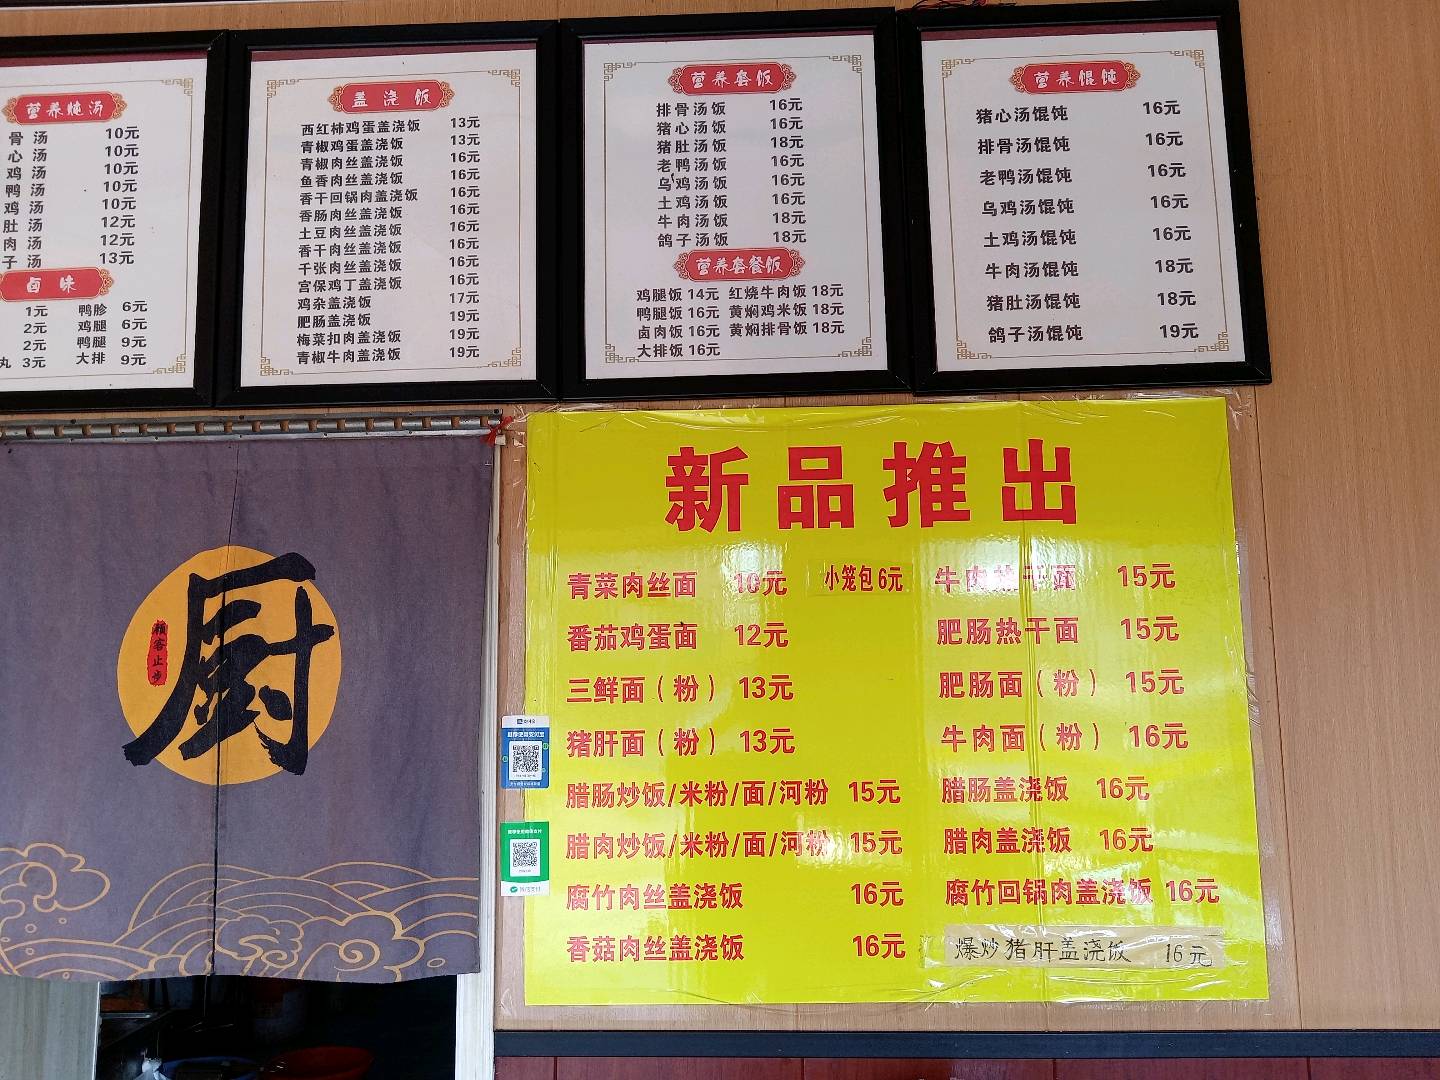 营养炖汤
骨 汤 10元
心 汤 10元
鸡 汤 10元
鸭 汤 10元
鸡 汤 10元
肚 汤 12元
肉 汤 12元
子 汤 13元
卤 味
1元 鸭胗 6元
2元 鸡腿 6元
2元 鸭腿 9元
丸 3元 大排 9元
盖 浇 饭
西红柿鸡蛋盖浇饭 13元
青椒鸡蛋盖浇饭 13元
青椒肉丝盖浇饭 16元
鱼香肉丝盖浇饭 16元
香干回锅肉盖浇饭 16元
香肠肉丝盖浇饭 16元
土豆肉丝盖浇饭 16元
香干肉丝盖浇饭 16元
千张肉丝盖浇饭 16元
宫保鸡丁盖浇饭 16元
鸡杂盖浇饭 17元
肥肠盖浇饭 19元
梅菜扣肉盖浇饭 19元
青椒牛肉盖浇饭 19元
营养套饭
排骨汤饭 16元
猪心汤饭 16元
猪肚汤饭 18元
老鸭汤饭 16元
乌鸡汤饭 16元
土鸡汤饭 16元
牛肉汤饭 18元
鸽子汤饭 18元
营养套餐饭
鸡腿饭 14元 红烧牛肉饭 18元
鸭腿饭 16元 黄焖鸡米饭 18元
卤肉饭 16元 黄焖排骨饭 18元
大排饭 16元
营养馄饨
猪心汤馄饨 16元
排骨汤馄饨 16元
老鸭汤馄饨 16元
乌鸡汤馄饨 16元
土鸡汤馄饨 16元
牛肉汤馄饨 18元
猪肚汤馄饨 18元
鸽子汤馄饨 19元
厨
顾客止步
新品推出
青菜肉丝面 10元 小笼包 6元 牛肉热干面 15元
番茄鸡蛋面 12元 肥肠热干面 15元
三鲜面（粉） 13元 肥肠面（粉） 15元
猪肝面（粉） 13元 牛肉面（粉） 16元
腊肠炒饭/米粉/面/河粉 15元 腊肠盖浇饭 16元
腊肉炒饭/米粉/面/河粉 15元 腊肉盖浇饭 16元
腐竹肉丝盖浇饭 16元 腐竹回锅肉盖浇饭 16元
香菇肉丝盖浇饭 16元 爆炒猪肝盖浇饭 16元